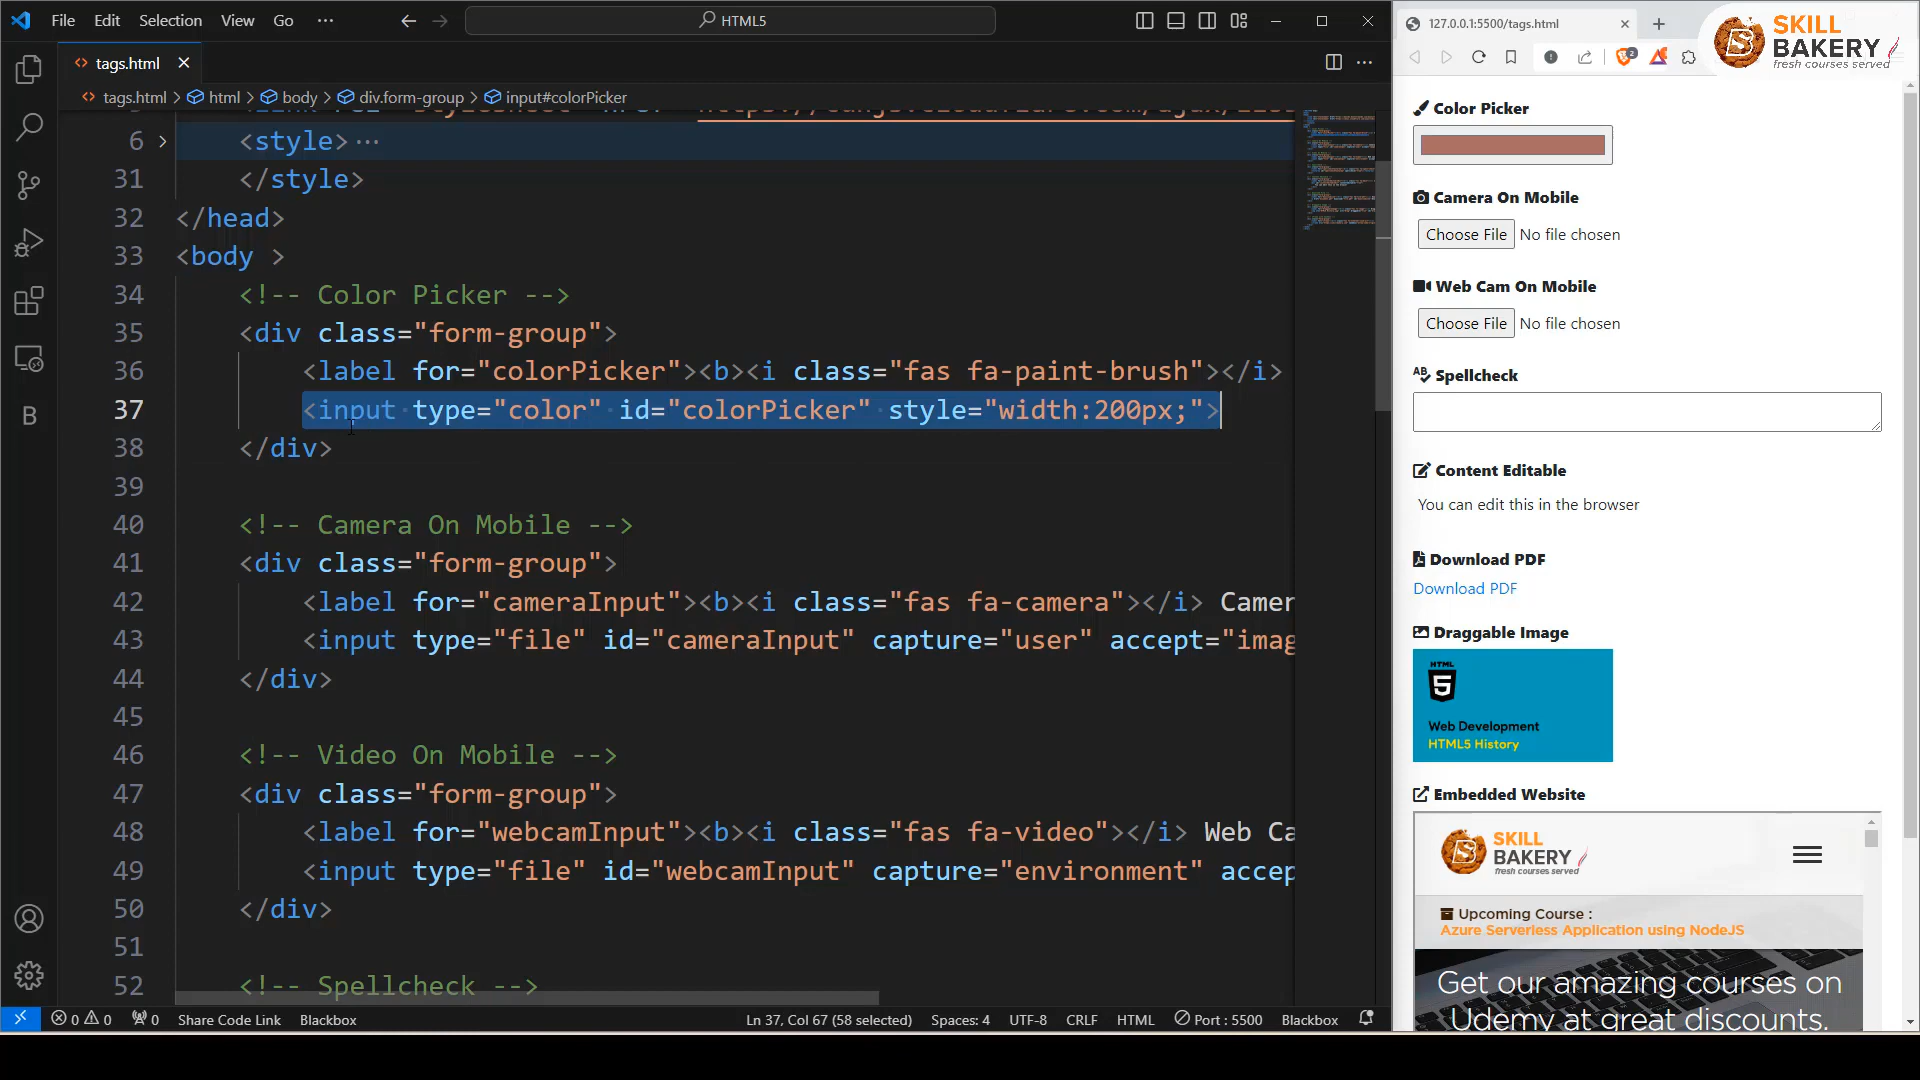 File Edit Selection View Go ···
HTML5
tags.html
tags.html > html > body > div.form-group > input#colorPicker
6 <style>···
31 </style>
32 </head>
33 <body >
34 <!-- Color Picker -->
35 <div class="form-group">
36 <label for="colorPicker"><b><i class="fas fa-paint-brush"></i>
37 <input type="color" id="colorPicker" style="width:200px;">
38 </div>
39
40 <!-- Camera On Mobile -->
41 <div class="form-group">
42 <label for="cameraInput"><b><i class="fas fa-camera"></i> Camer
43 <input type="file" id="cameraInput" capture="user" accept="imag
44 </div>
45
46 <!-- Video On Mobile -->
47 <div class="form-group">
48 <label for="webcamInput"><b><i class="fas fa-video"></i> Web Ca
49 <input type="file" id="webcamInput" capture="environment" accep
50 </div>
51
52 <!-- Spellcheck -->
B
0 0 0 Share Code Link Blackbox
Ln 37, Col 67 (58 selected) Spaces: 4 UTF-8 CRLF HTML Port : 5500 Blackbox
127.0.0.1:5500/tags.html
2
SKILL
BAKERY
fresh courses served
Color Picker
Camera On Mobile
Choose File No file chosen
Web Cam On Mobile
Choose File No file chosen
AB Spellcheck
Content Editable
You can edit this in the browser
Download PDF
Download PDF
Draggable Image
HTML
5
Web Development
HTML5 History
Embedded Website
SKILL
BAKERY
fresh courses served
Upcoming Course :
Azure Serverless Application using NodeJS
Get our amazing courses on
Udemy at great discounts.